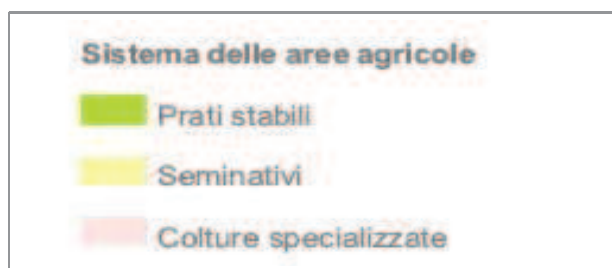 Sistema delle aree agricole
Prati stabili
Seminativi
Colture specializzate